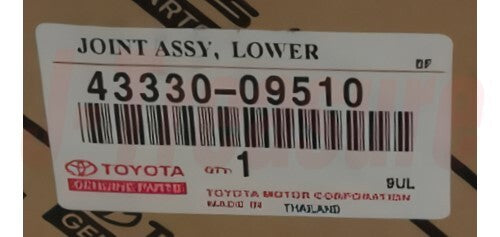 JOINT ASSY, LOWER
43330-09510
TOYOTA QTY 1
GENUINE PARTS 9UL
TOYOTA MOTOR CORPORATION
MADE IN THAILAND